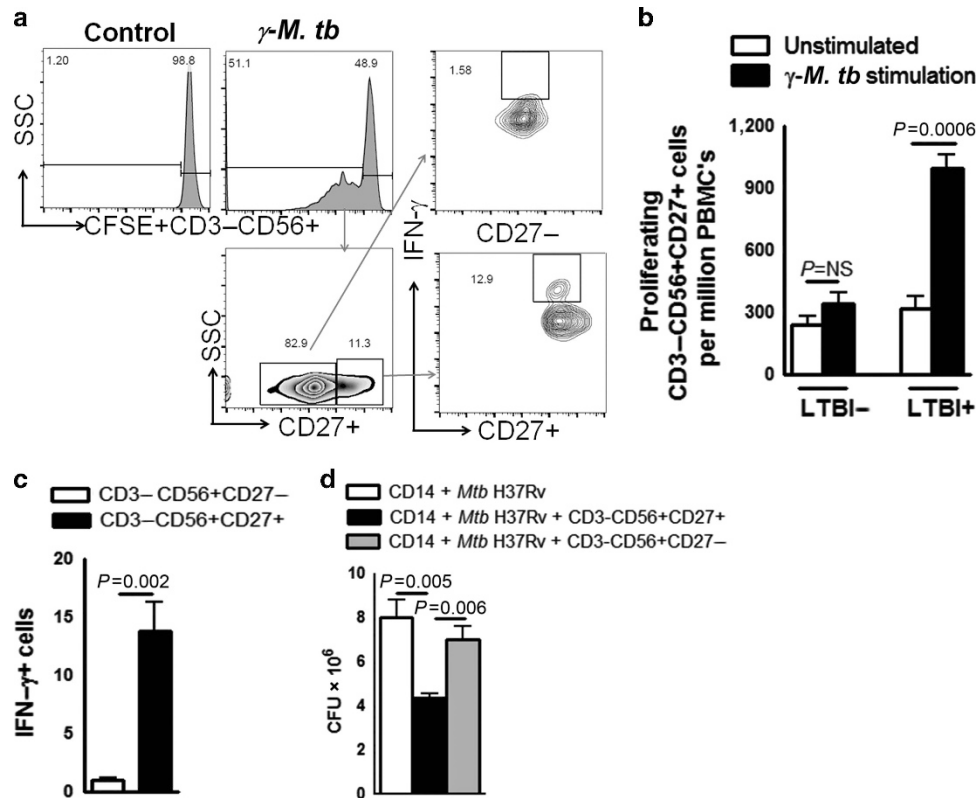 a
Control
γ-M. tb
1.20
98.8
51.1
48.9
1.58
SSC
CFSE+CD3–CD56+
IFN-γ
CD27–
82.9
11.3
12.9
SSC
CD27+
CD27+
b
Unstimulated
γ-M. tb stimulation
Proliferating
CD3–CD56+CD27+ cells
per million PBMC's
1,200
900
600
300
0
P=NS
P=0.0006
LTBI–
LTBI+
c
CD3– CD56+CD27–
CD3–CD56+CD27+
IFN–γ+ cells
20
15
10
5
0
P=0.002
d
CD14 + Mtb H37Rv
CD14 + Mtb H37Rv + CD3-CD56+CD27+
CD14 + Mtb H37Rv + CD3-CD56+CD27–
CFU × 10⁶
10
8
6
4
2
0
P=0.005
P=0.006